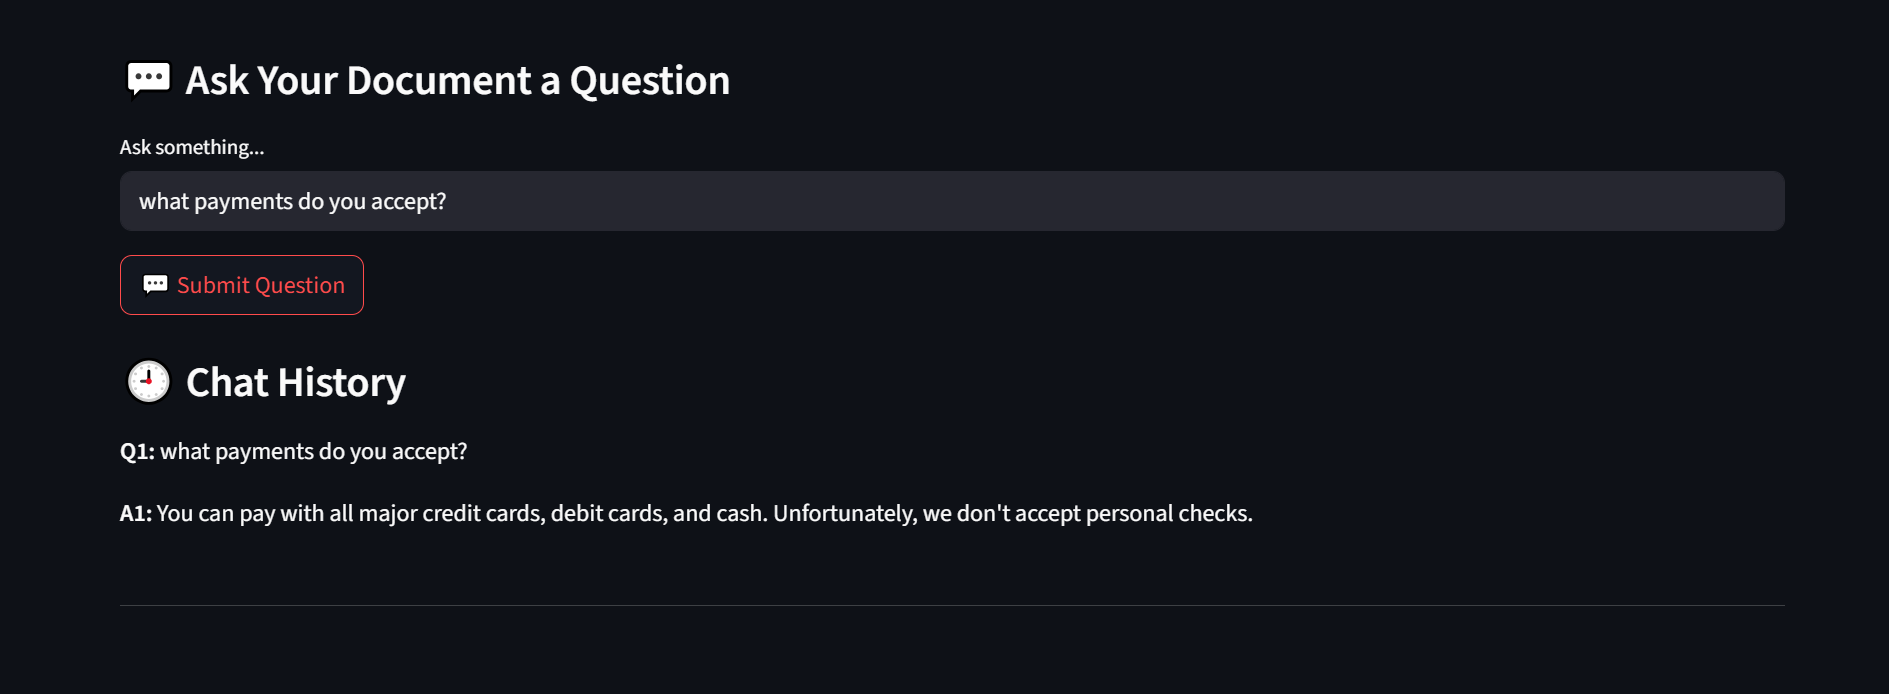 Ask Your Document a Question
Ask something...
what payments do you accept?
Submit Question
Chat History
Q1: what payments do you accept?
A1: You can pay with all major credit cards, debit cards, and cash. Unfortunately, we don't accept personal checks.